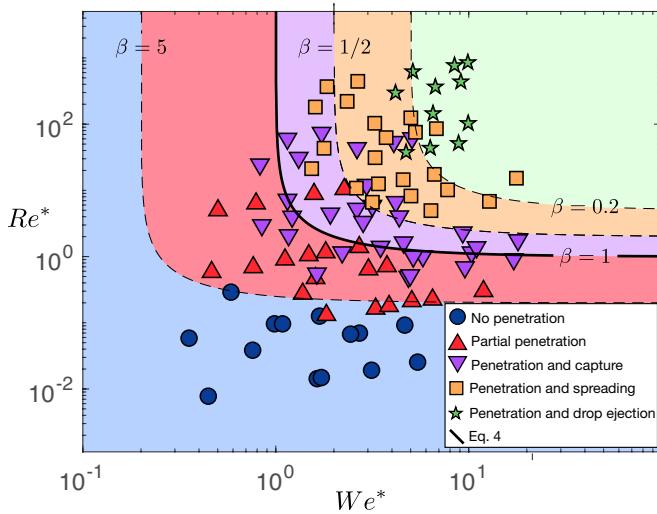 β = 5
β = 1/2
10^2
β = 0.2
Re*
10^0
β = 1
No penetration
Partial penetration
Penetration and capture
Penetration and spreading
Penetration and drop ejection
Eq. 4
10^-2
10^-1
10^0
10^1
We*